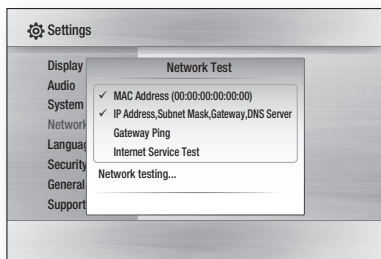 Settings
Display
Audio
System
Network
Languag
Security
General
Support
Network Test
✓ MAC Address (00:00:00:00:00:00)
✓ IP Address,Subnet Mask,Gateway,DNS Server
Gateway Ping
Internet Service Test
Network testing...